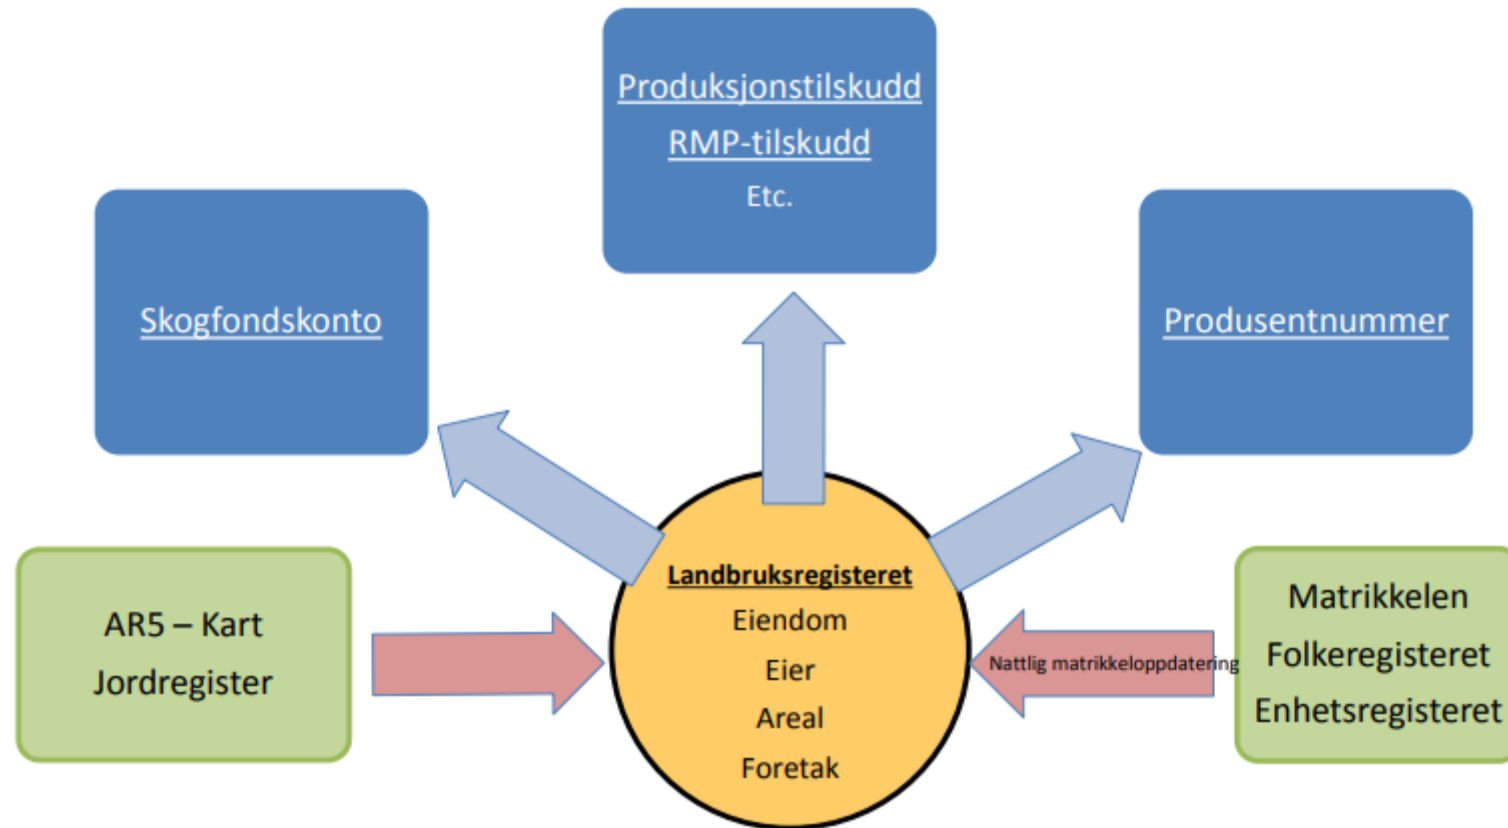 Produksjonstilskudd
RMP-tilskudd
Etc.
Skogfondskonto
Produsentnummer
Landbruksregisteret
Eiendom
Eier
Areal
Foretak
AR5 – Kart
Jordregister
Nattlig matrikkeloppdatering
Matrikkelen
Folkeregisteret
Enhetsregisteret